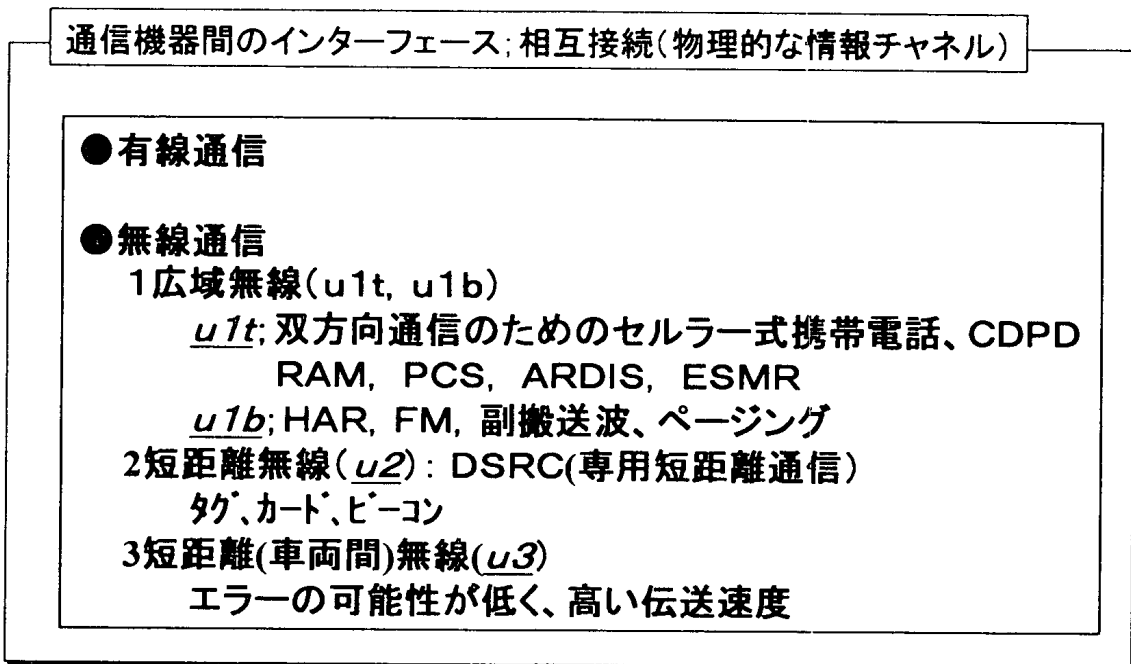 通信機器間のインターフェース;相互接続(物理的な情報チャネル)
●有線通信
●無線通信
1広域無線(u1t, u1b)
u1t;双方向通信のためのセルラー式携帯電話、CDPD
RAM, PCS, ARDIS, ESMR
u1b;HAR, FM, 副搬送波、ページング
2短距離無線(u2): DSRC(専用短距離通信)
ﾀｸﾞ､ｶｰﾄﾞ､ﾋﾞｰｺﾝ
3短距離(車両間)無線(u3)
エラーの可能性が低く、高い伝送速度